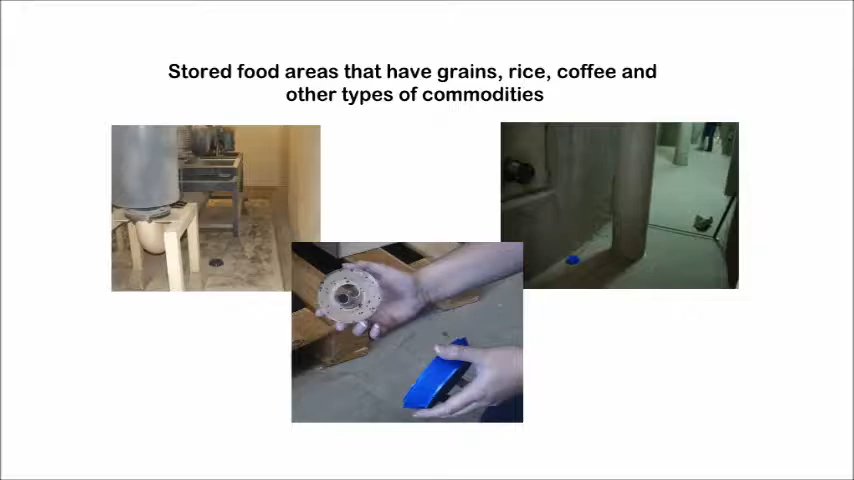 Stored food areas that have grains, rice, coffee and
other types of commodities